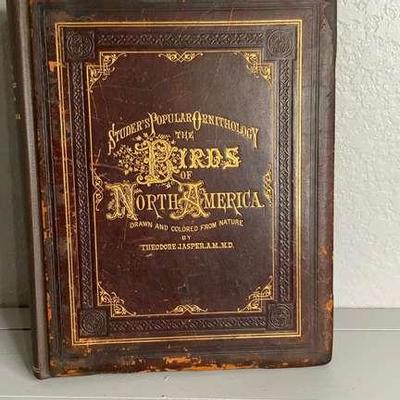 STUDER'S POPULAR ORNITHOLOGY
THE
BIRDS
OF
NORTH AMERICA.
DRAWN AND COLORED FROM NATURE
BY
THEODORE JASPER, A.M., M.D.